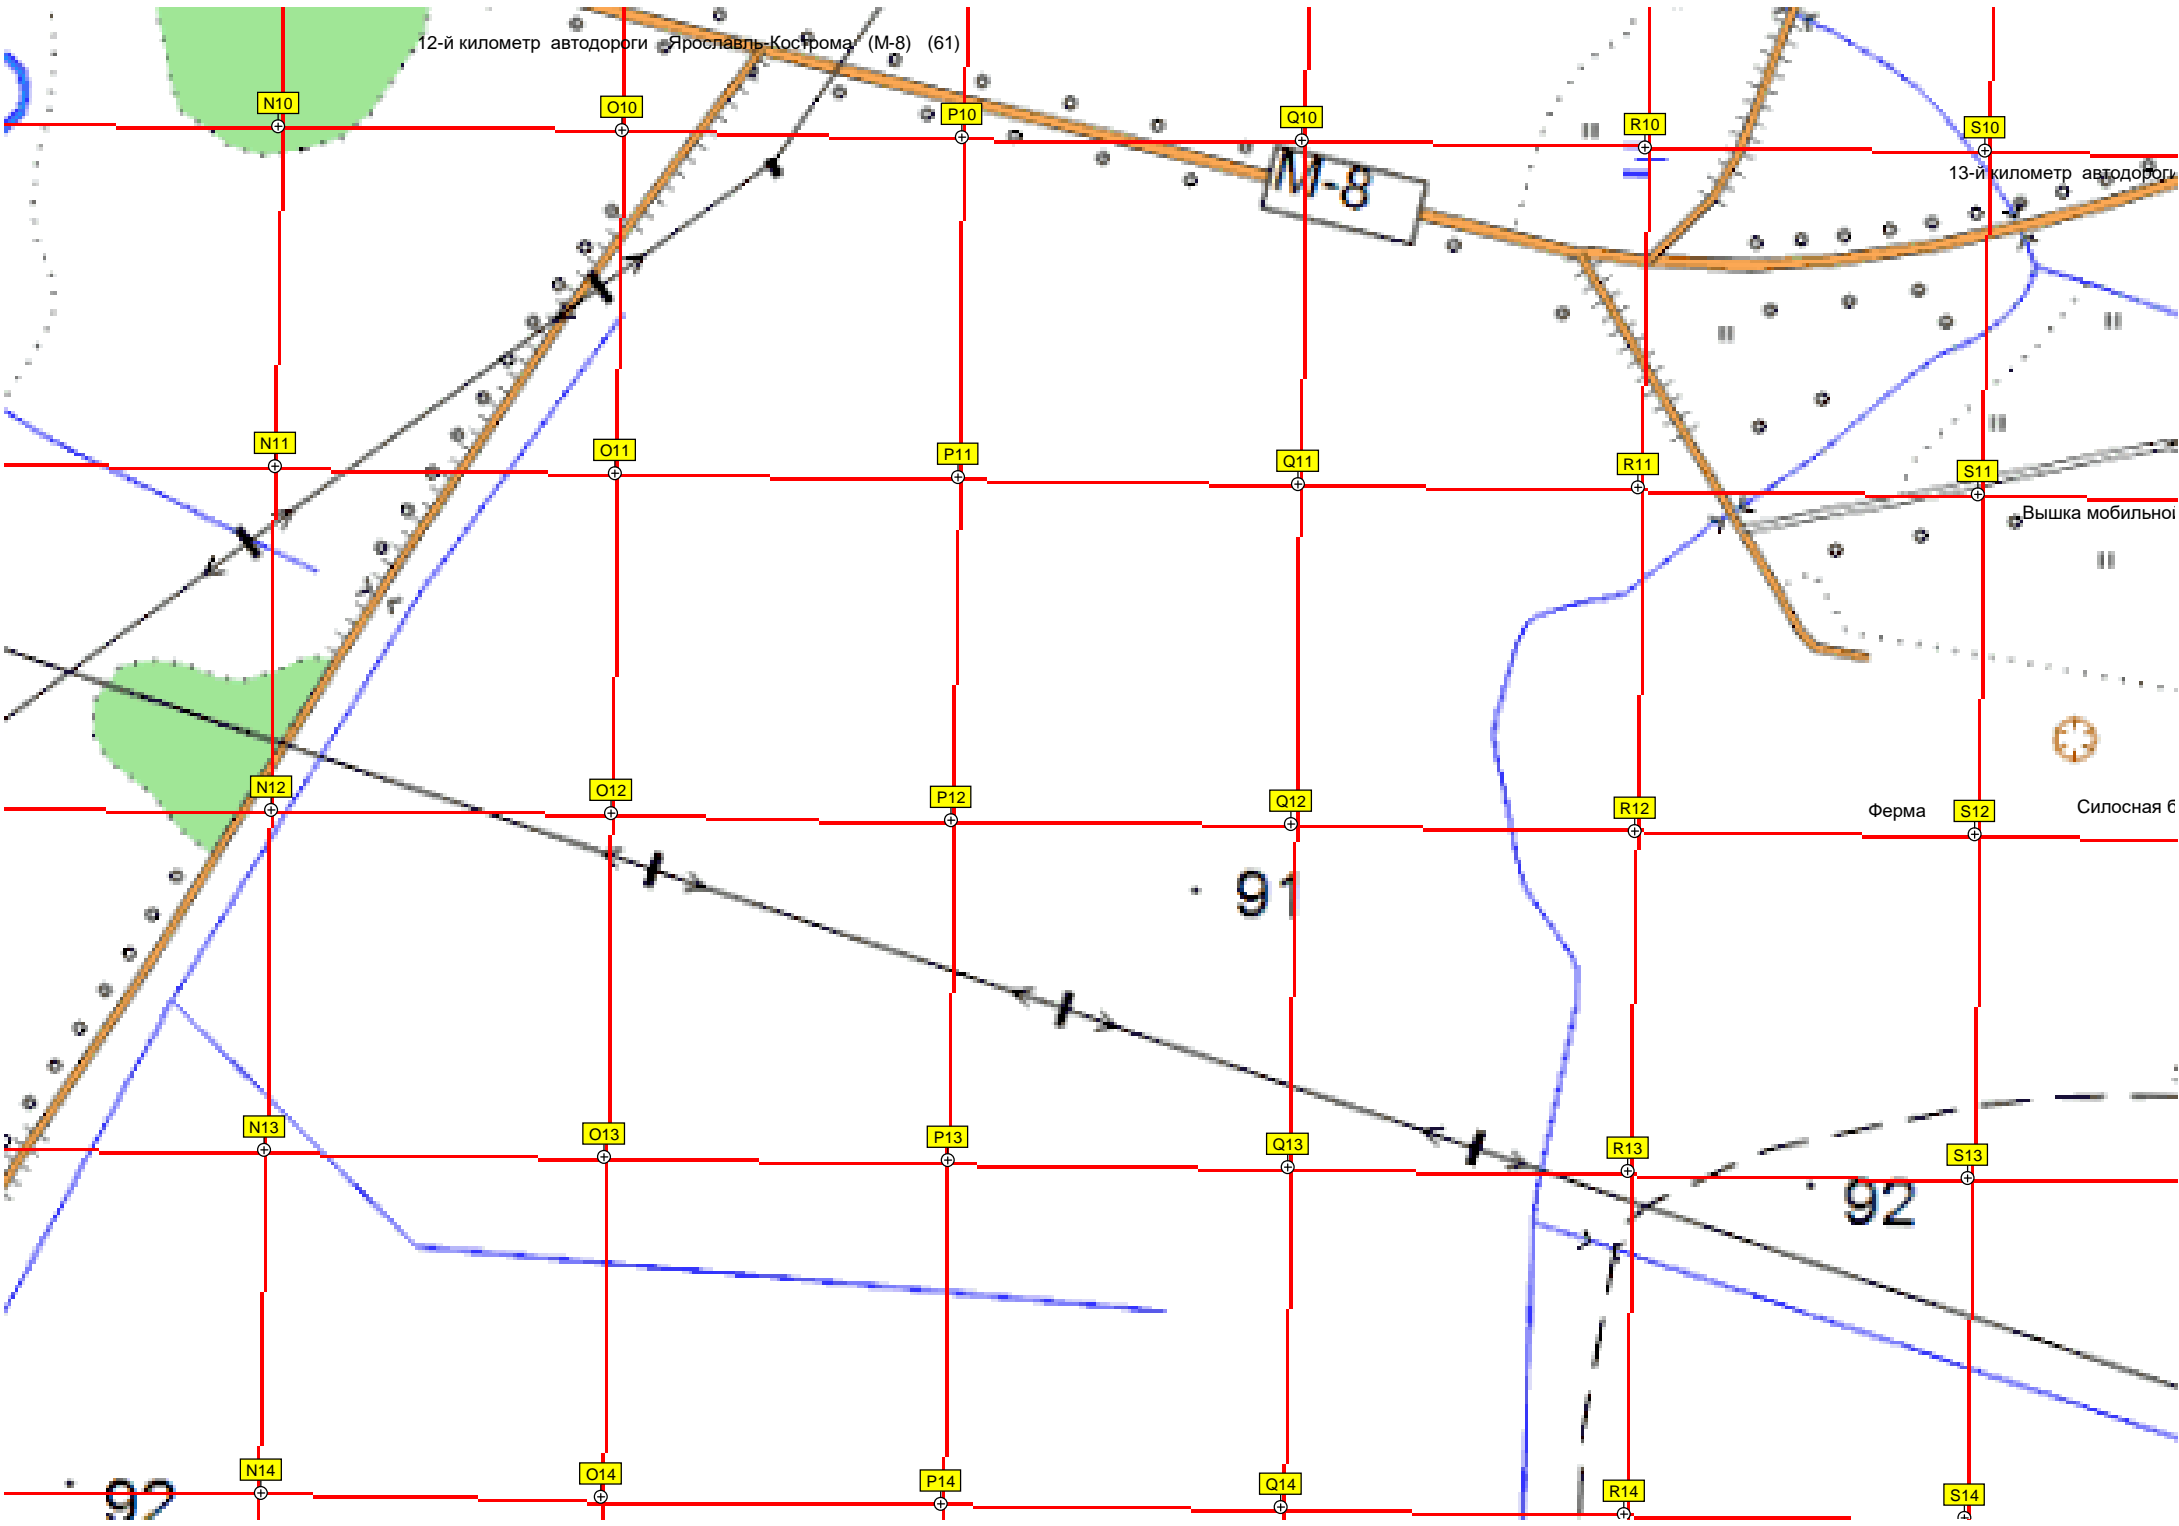 12-й километр автодороги Ярославль-Кострома (М-8) (61)
N10
O10
P10
Q10
R10
S10
М-8
13-й километр автодороги
N11
O11
P11
Q11
R11
S11
Вышка мобильной
N12
O12
P12
Q12
R12
Ферма
S12
Силосная б
91
N13
O13
P13
Q13
R13
S13
92
N14
O14
P14
Q14
R14
S14
92